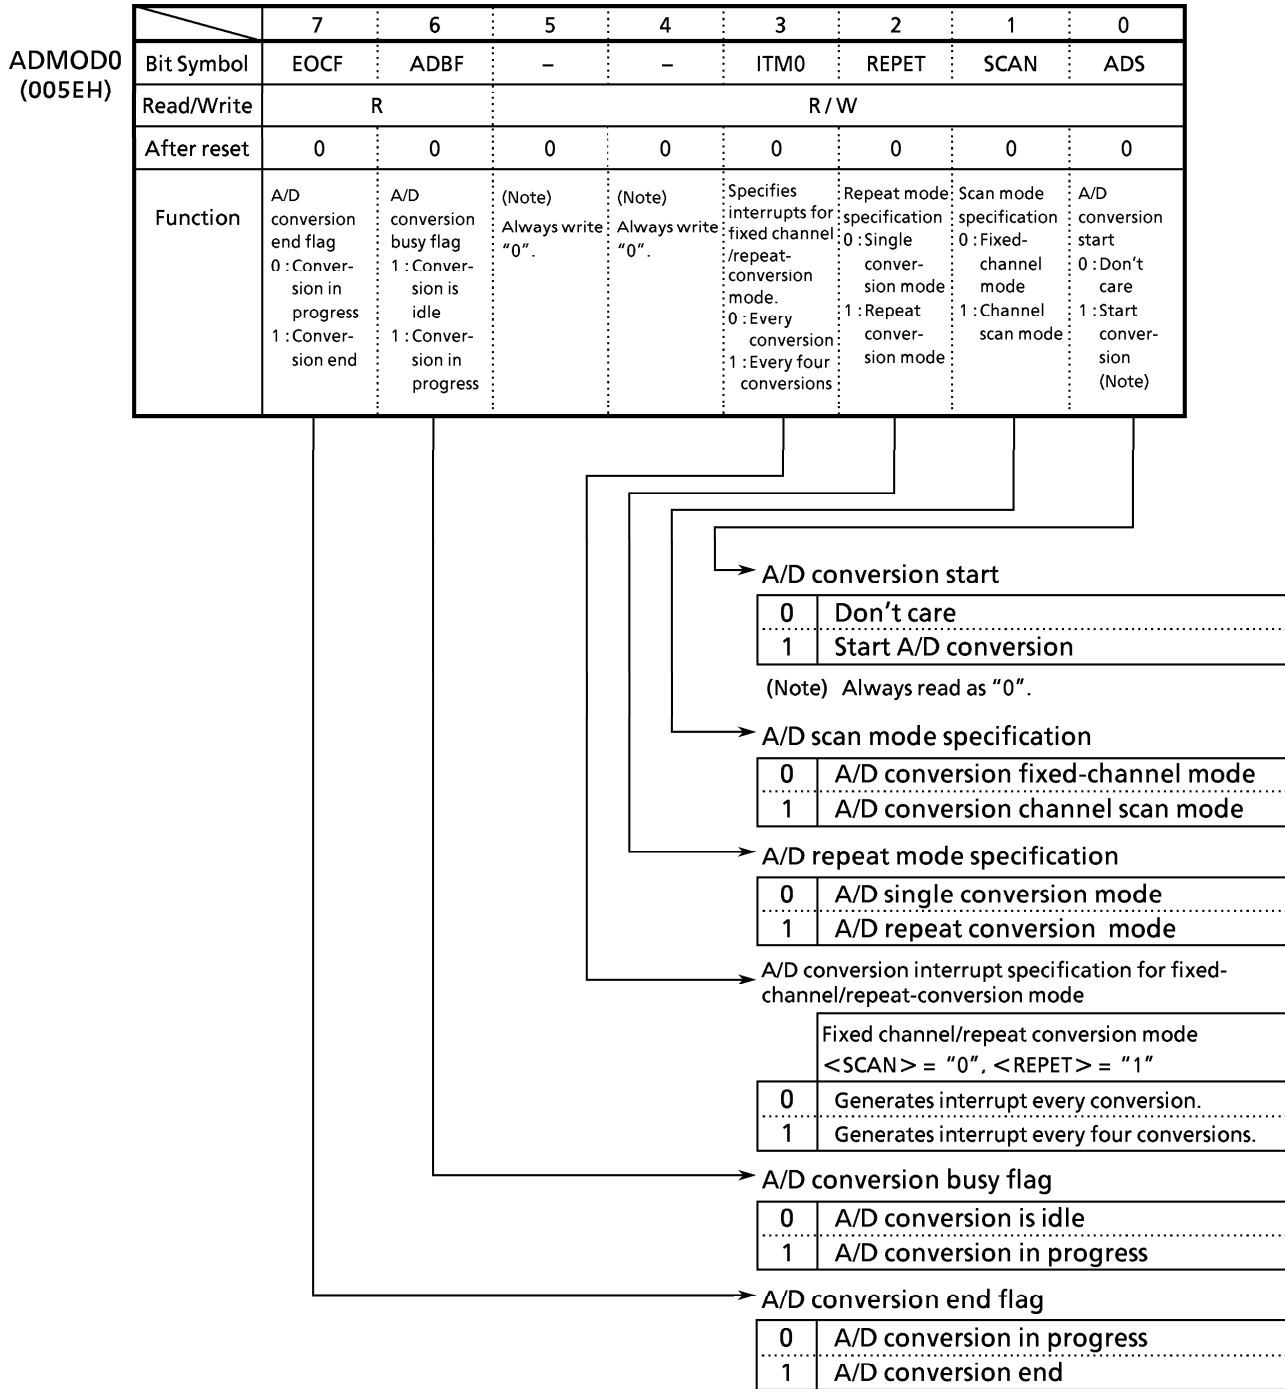 7 6 5 4 3 2 1 0
ADMOD0
(005EH)
Bit Symbol EOCF ADBF – – ITM0 REPET SCAN ADS
Read/Write R R / W
After reset 0 0 0 0 0 0 0 0
Function
A/D
conversion
end flag
0 : Conver-
sion in
progress
1 : Conver-
sion end
A/D
conversion
busy flag
1 : Conver-
sion is
idle
1 : Conver-
sion in
progress
(Note)
Always write
"0".
(Note)
Always write
"0".
Specifies
interrupts for
fixed channel
/repeat-
conversion
mode.
0 : Every
conversion
1 : Every four
conversions
Repeat mode
specification
0 : Single
conver-
sion mode
1 : Repeat
conver-
sion mode
Scan mode
specification
0 : Fixed-
channel
mode
1 : Channel
scan mode
A/D
conversion
start
0 : Don't
care
1 : Start
conver-
sion
(Note)
A/D conversion start
0 Don't care
1 Start A/D conversion
(Note) Always read as "0".
A/D scan mode specification
0 A/D conversion fixed-channel mode
1 A/D conversion channel scan mode
A/D repeat mode specification
0 A/D single conversion mode
1 A/D repeat conversion mode
A/D conversion interrupt specification for fixed-
channel/repeat-conversion mode
Fixed channel/repeat conversion mode
<SCAN> = "0", <REPET> = "1"
0 Generates interrupt every conversion.
1 Generates interrupt every four conversions.
A/D conversion busy flag
0 A/D conversion is idle
1 A/D conversion in progress
A/D conversion end flag
0 A/D conversion in progress
1 A/D conversion end